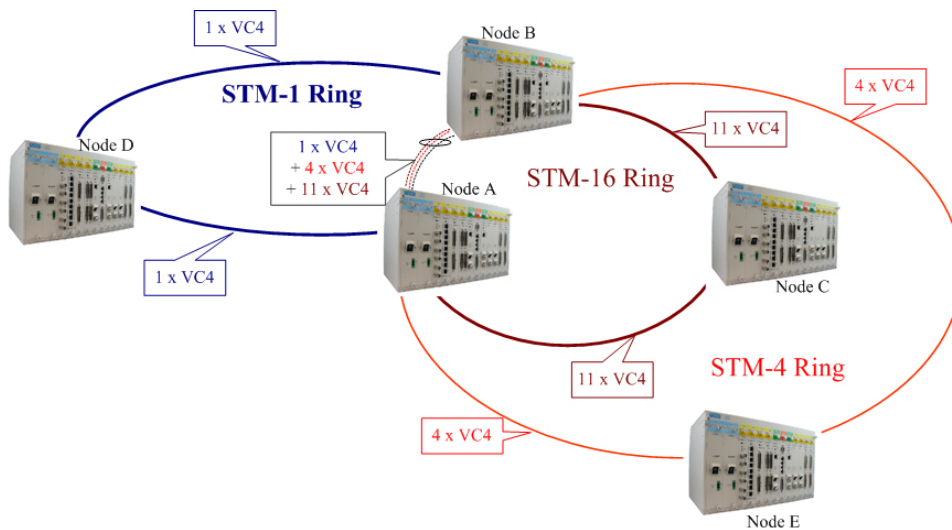 1 x VC4
Node B
STM-1 Ring
4 x VC4
Node D
11 x VC4
1 x VC4
+ 4 x VC4
+ 11 x VC4
STM-16 Ring
Node A
1 x VC4
Node C
11 x VC4
STM-4 Ring
4 x VC4
Node E